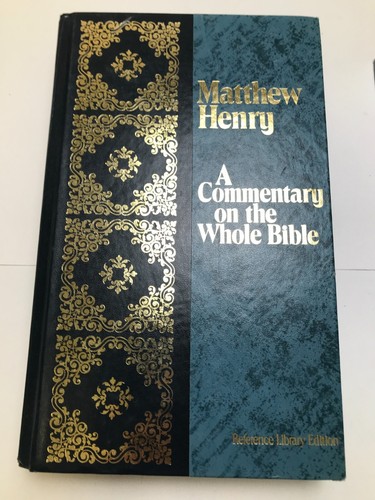 Matthew
Henry
A
Commentary
on the
Whole Bible
Reference Library Edition